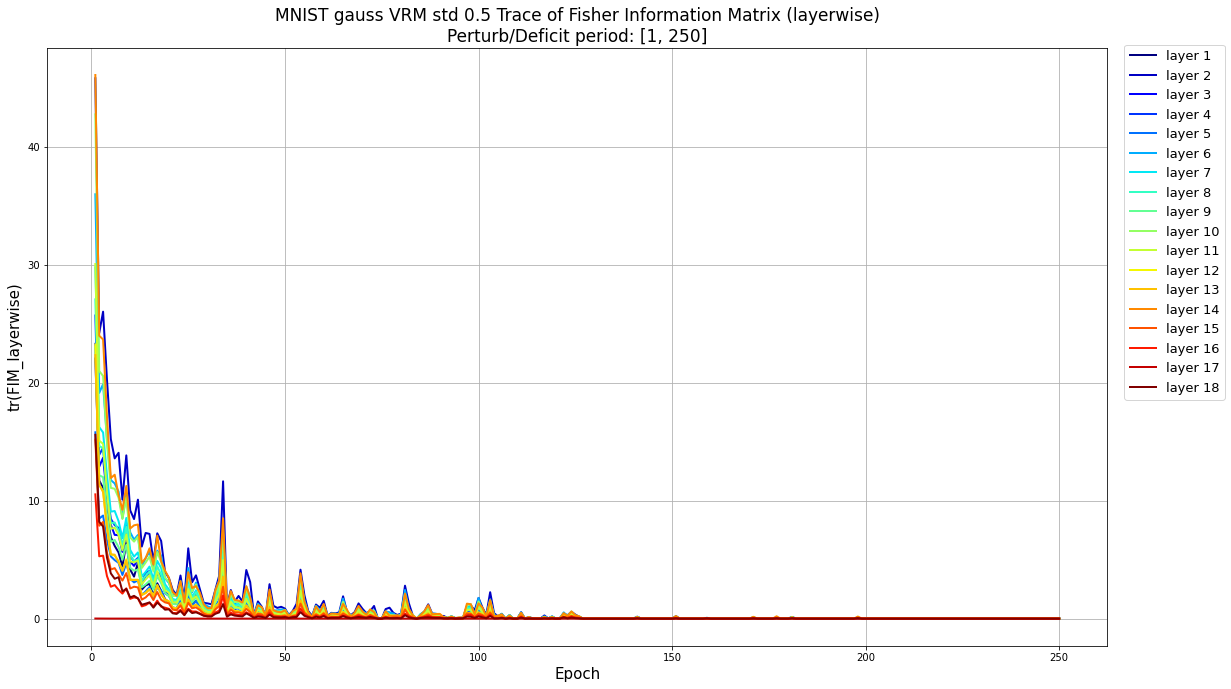 MNIST gauss VRM std 0.5 Trace of Fisher Information Matrix (layerwise)
Perturb/Deficit period: [1, 250]
tr(FIM_layerwise)
40
30
20
10
0
0
50
100
150
200
250
Epoch
layer 1
layer 2
layer 3
layer 4
layer 5
layer 6
layer 7
layer 8
layer 9
layer 10
layer 11
layer 12
layer 13
layer 14
layer 15
layer 16
layer 17
layer 18